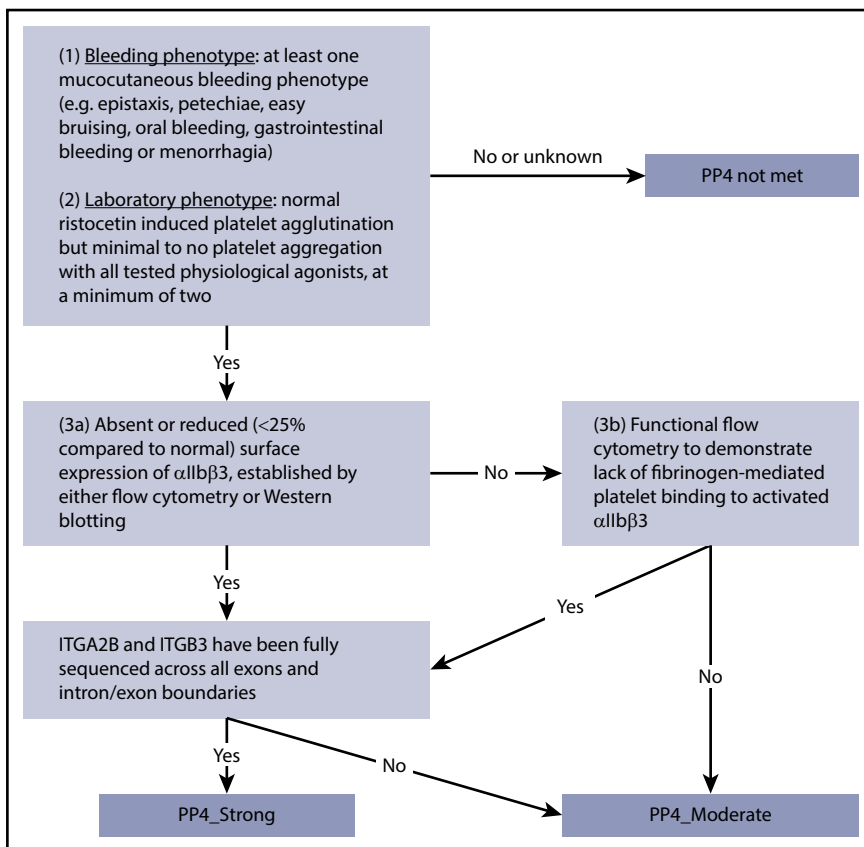 (1) Bleeding phenotype: at least one
mucocutaneous bleeding phenotype
(e.g. epistaxis, petechiae, easy
bruising, oral bleeding, gastrointestinal
bleeding or menorrhagia)
(2) Laboratory phenotype: normal
ristocetin induced platelet agglutination
but minimal to no platelet aggregation
with all tested physiological agonists, at
a minimum of two
No or unknown
PP4 not met
Yes
(3a) Absent or reduced (<25%
compared to normal) surface
expression of αIIbβ3, established by
either flow cytometry or Western
blotting
No
(3b) Functional flow
cytometry to demonstrate
lack of fibrinogen-mediated
platelet binding to activated
αIIbβ3
Yes
Yes
ITGA2B and ITGB3 have been fully
sequenced across all exons and
intron/exon boundaries
No
Yes
No
PP4_Strong
PP4_Moderate